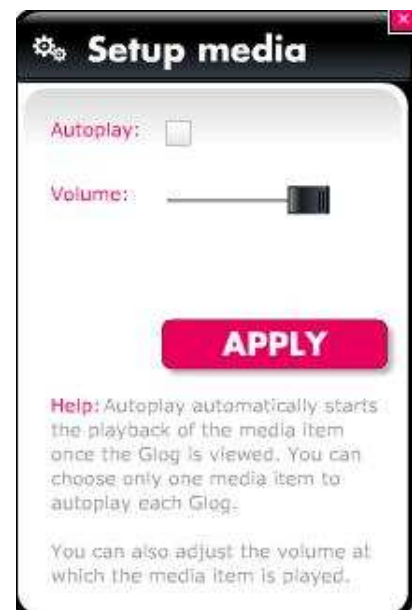 Setup media
Autoplay:
Volume:
APPLY
Help: Autoplay automatically starts
the playback of the media item
once the Glog is viewed. You can
choose only one media item to
autoplay each Glog.
You can also adjust the volume at
which the media item is played.